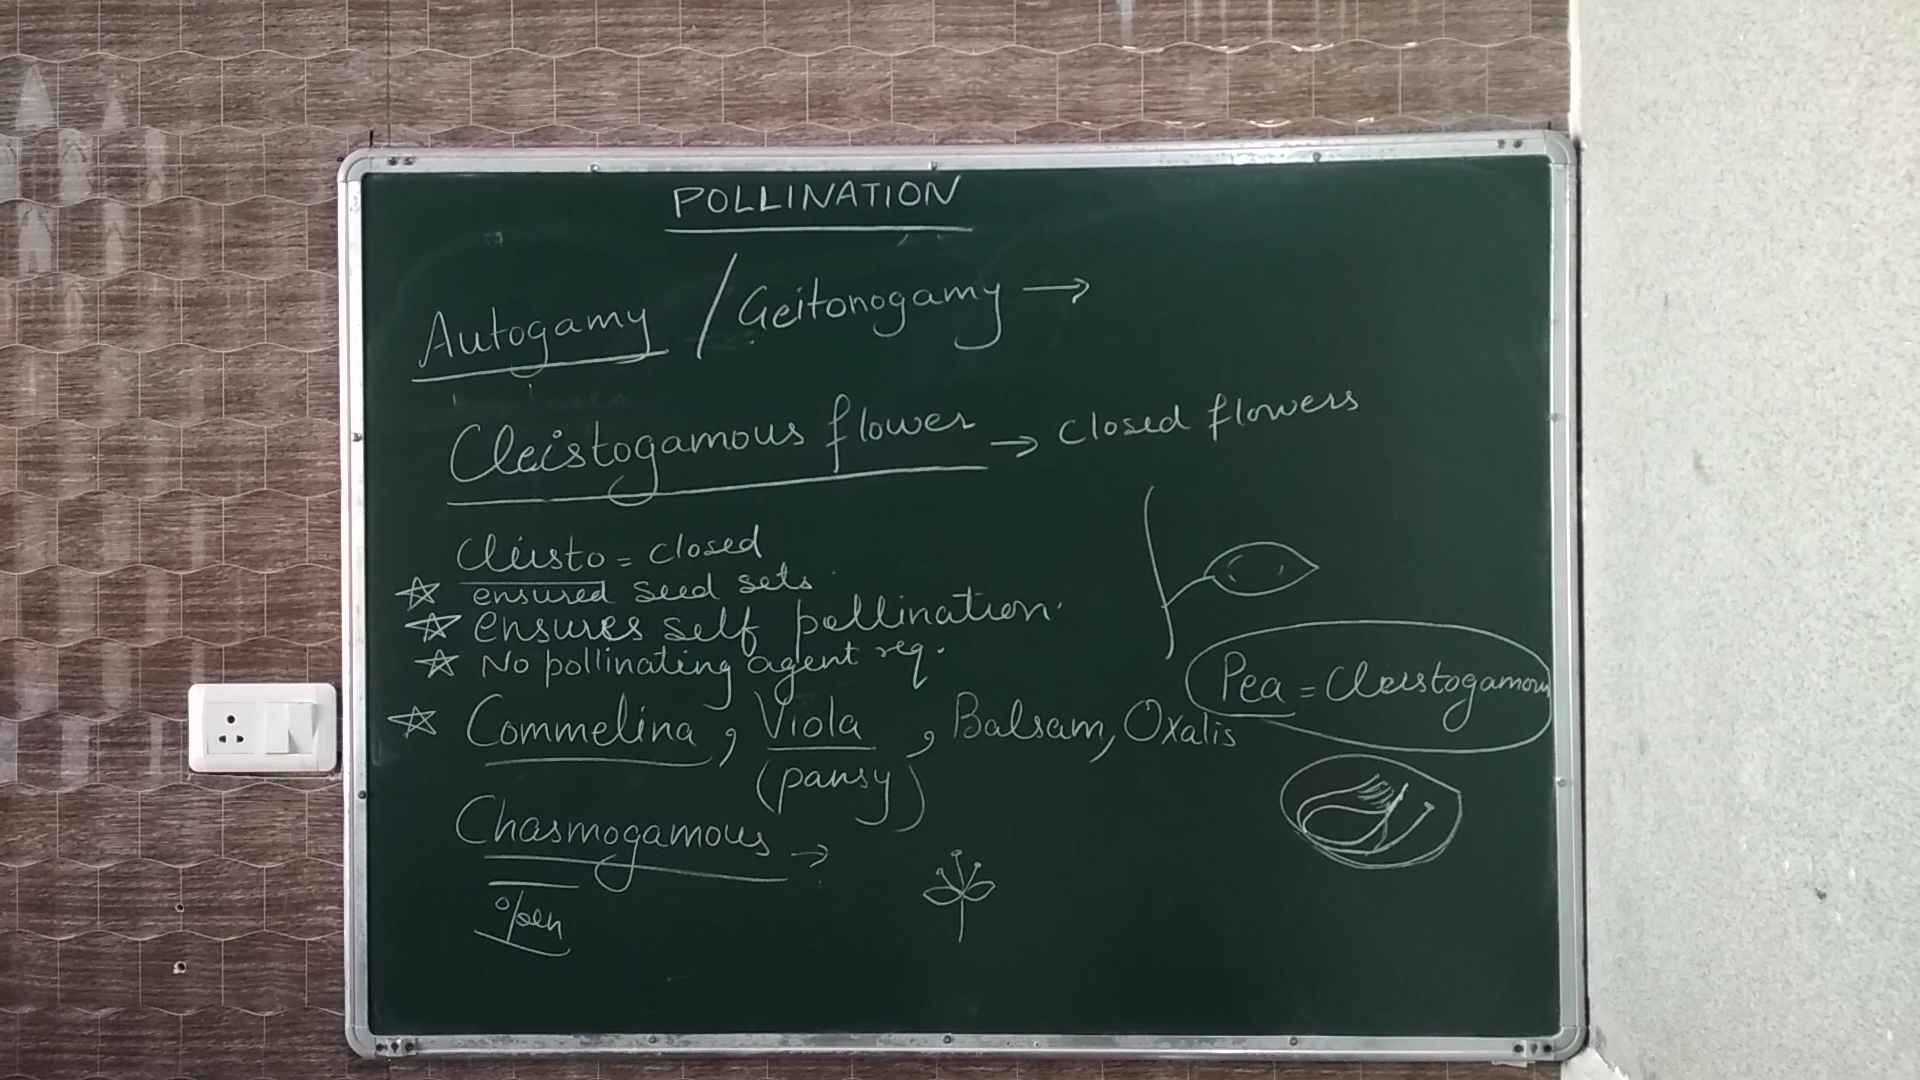 POLLINATION
Autogamy / Geitonogamy →
Cleistogamous flower → closed flowers
Cleisto = closed
☆ ensured seed sets
☆ ensures self pollination.
☆ No pollinating agent req.
Pea = Cleistogamous
☆ Commelina, Viola, Balsam, Oxalis
(pansy)
Chasmogamous →
open